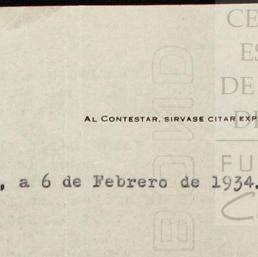 CE
ES
DE
D
AL CONTESTAR, SIRVASE CITAR EXP
FU
, a 6 de Febrero de 1934.